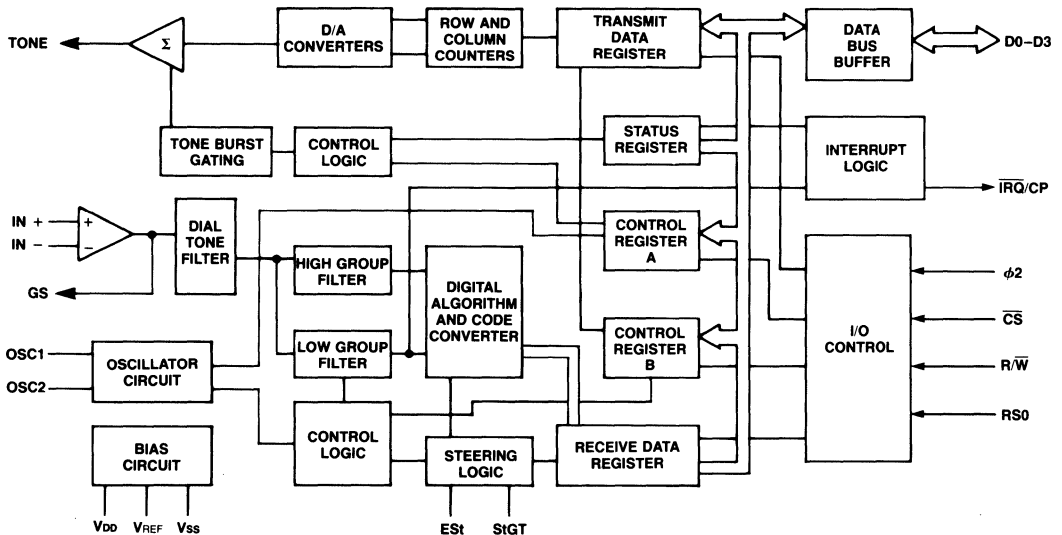 TONE
Σ
D/A
CONVERTERS
ROW AND
COLUMN
COUNTERS
TRANSMIT
DATA
REGISTER
DATA
BUS
BUFFER
D0–D3
TONE BURST
GATING
CONTROL
LOGIC
STATUS
REGISTER
INTERRUPT
LOGIC
I̅R̅Q̅/CP
IN +
IN −
+
−
GS
DIAL
TONE
FILTER
HIGH GROUP
FILTER
LOW GROUP
FILTER
DIGITAL
ALGORITHM
AND CODE
CONVERTER
CONTROL
REGISTER
A
CONTROL
REGISTER
B
I/O
CONTROL
ϕ2
C̅S̅
R/W̅
RS0
OSC1
OSC2
OSCILLATOR
CIRCUIT
BIAS
CIRCUIT
VDD
VREF
VSS
CONTROL
LOGIC
STEERING
LOGIC
RECEIVE DATA
REGISTER
ESt
StGT